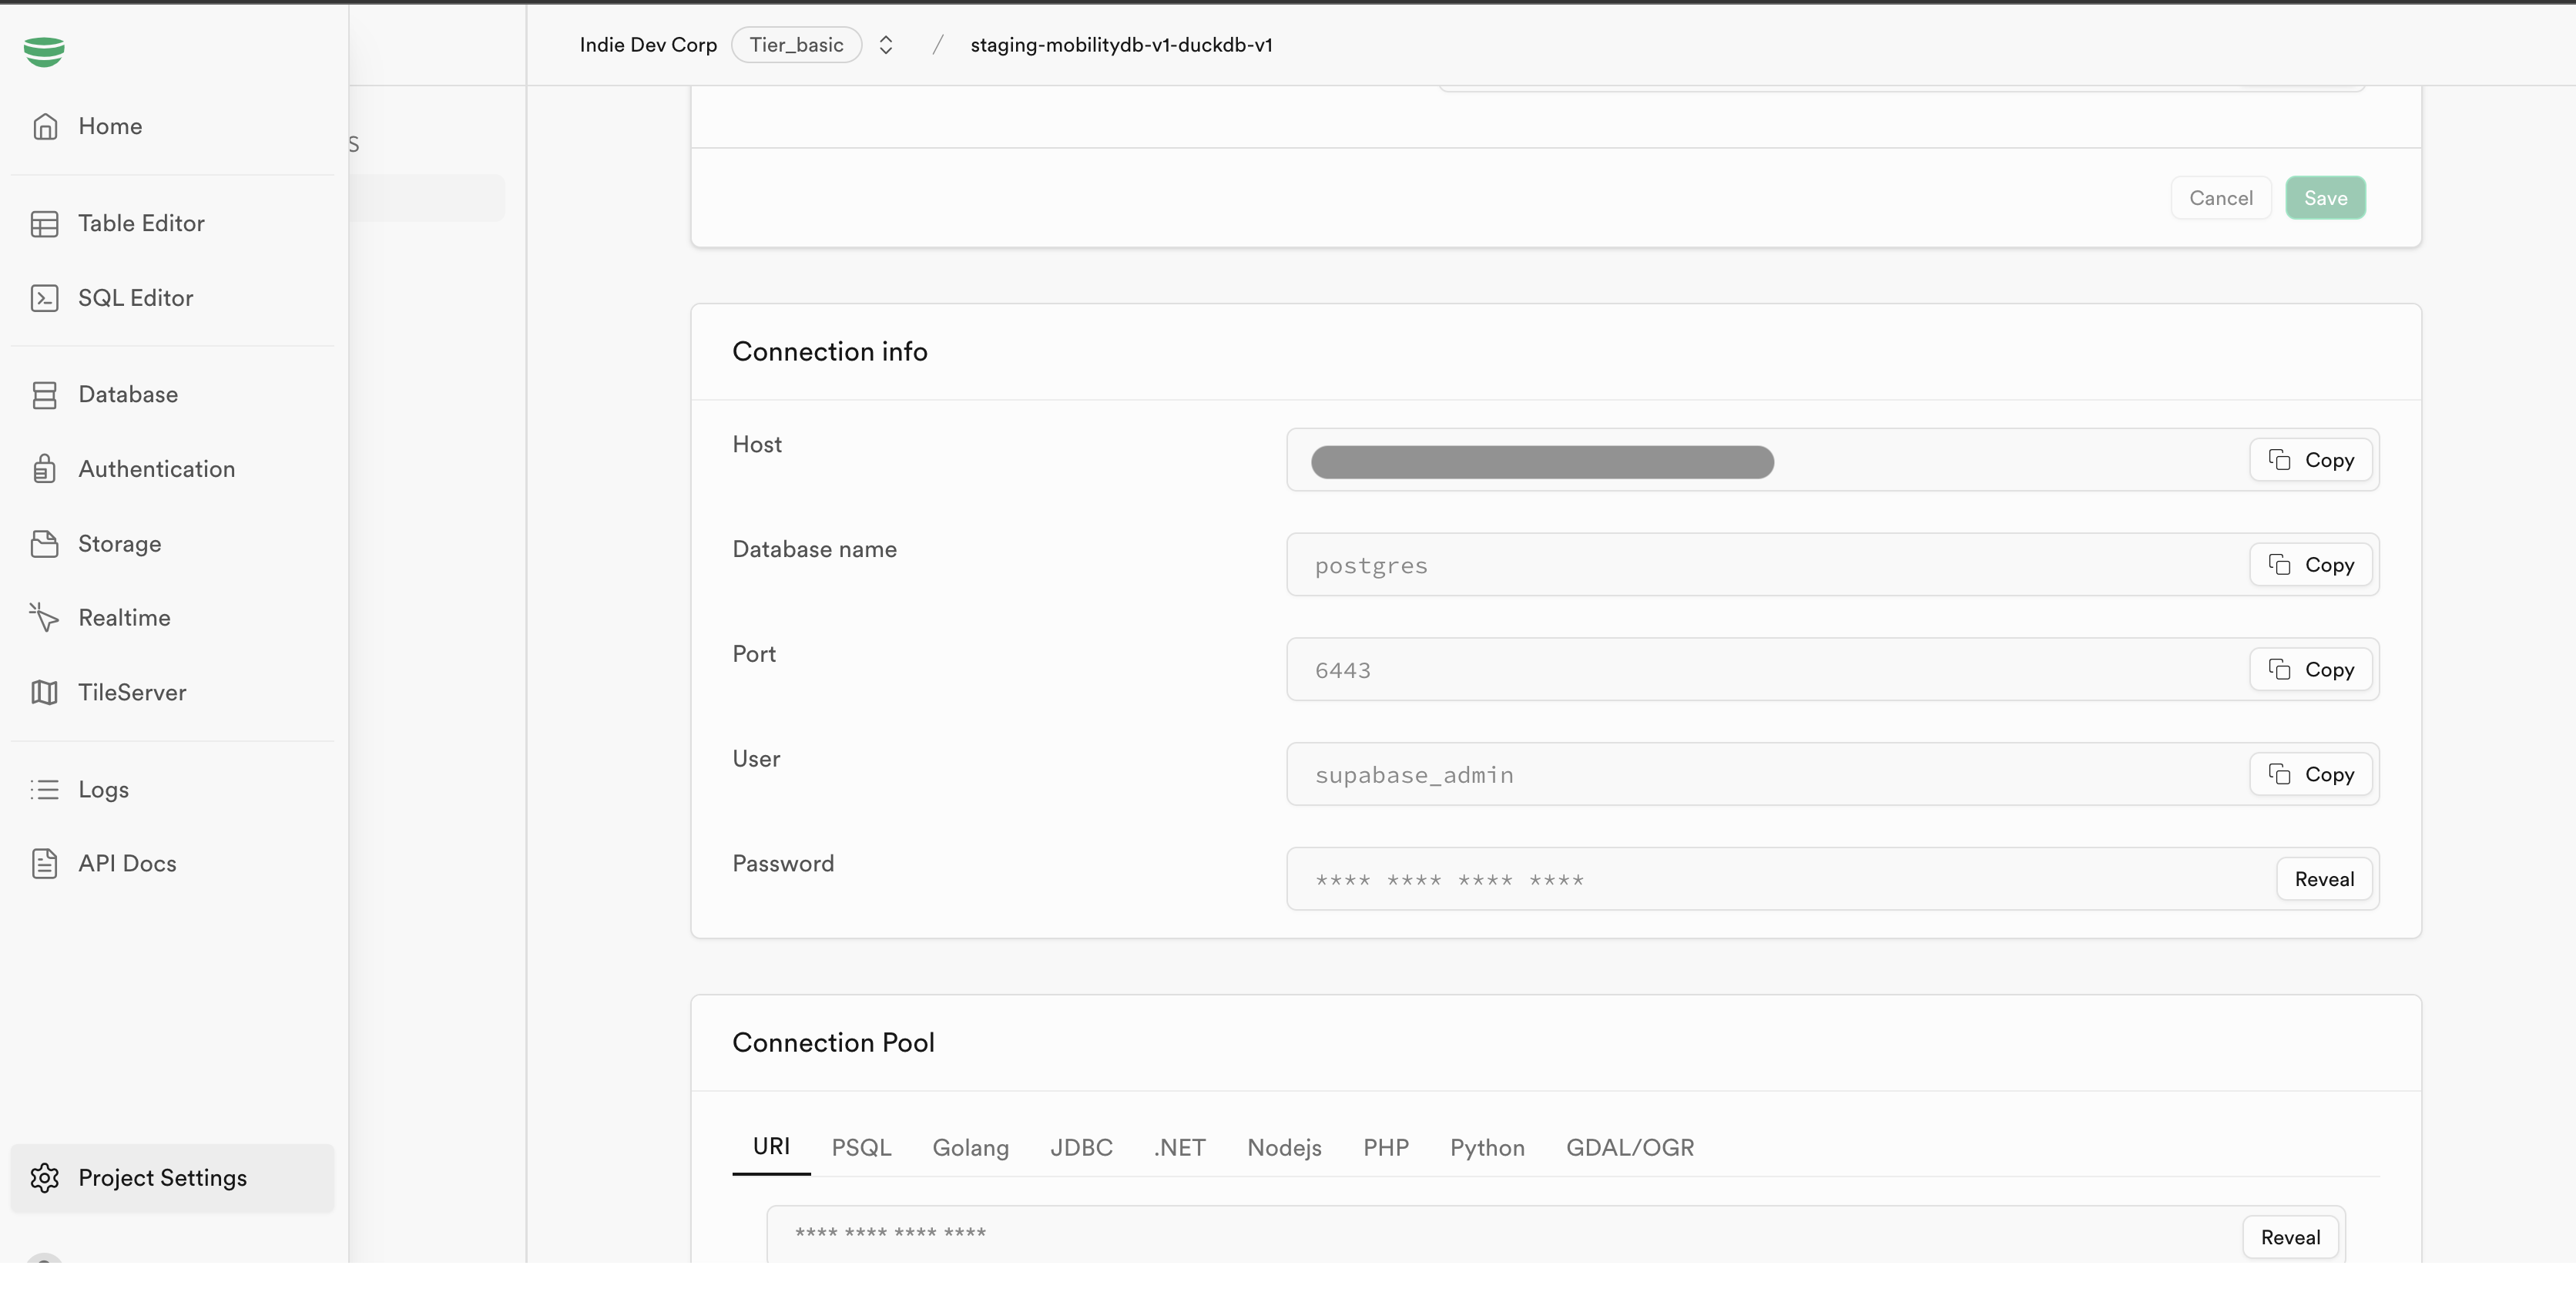 Indie Dev Corp Tier_basic / staging-mobilitydb-v1-duckdb-v1
Home
S
Table Editor
SQL Editor
Database
Authentication
Storage
Realtime
TileServer
Logs
API Docs
Project Settings
Cancel Save
Connection info
Host Copy
Database name postgres Copy
Port 6443 Copy
User supabase_admin Copy
Password **** **** **** **** Reveal
Connection Pool
URI PSQL Golang JDBC .NET Nodejs PHP Python GDAL/OGR
**** **** **** **** Reveal